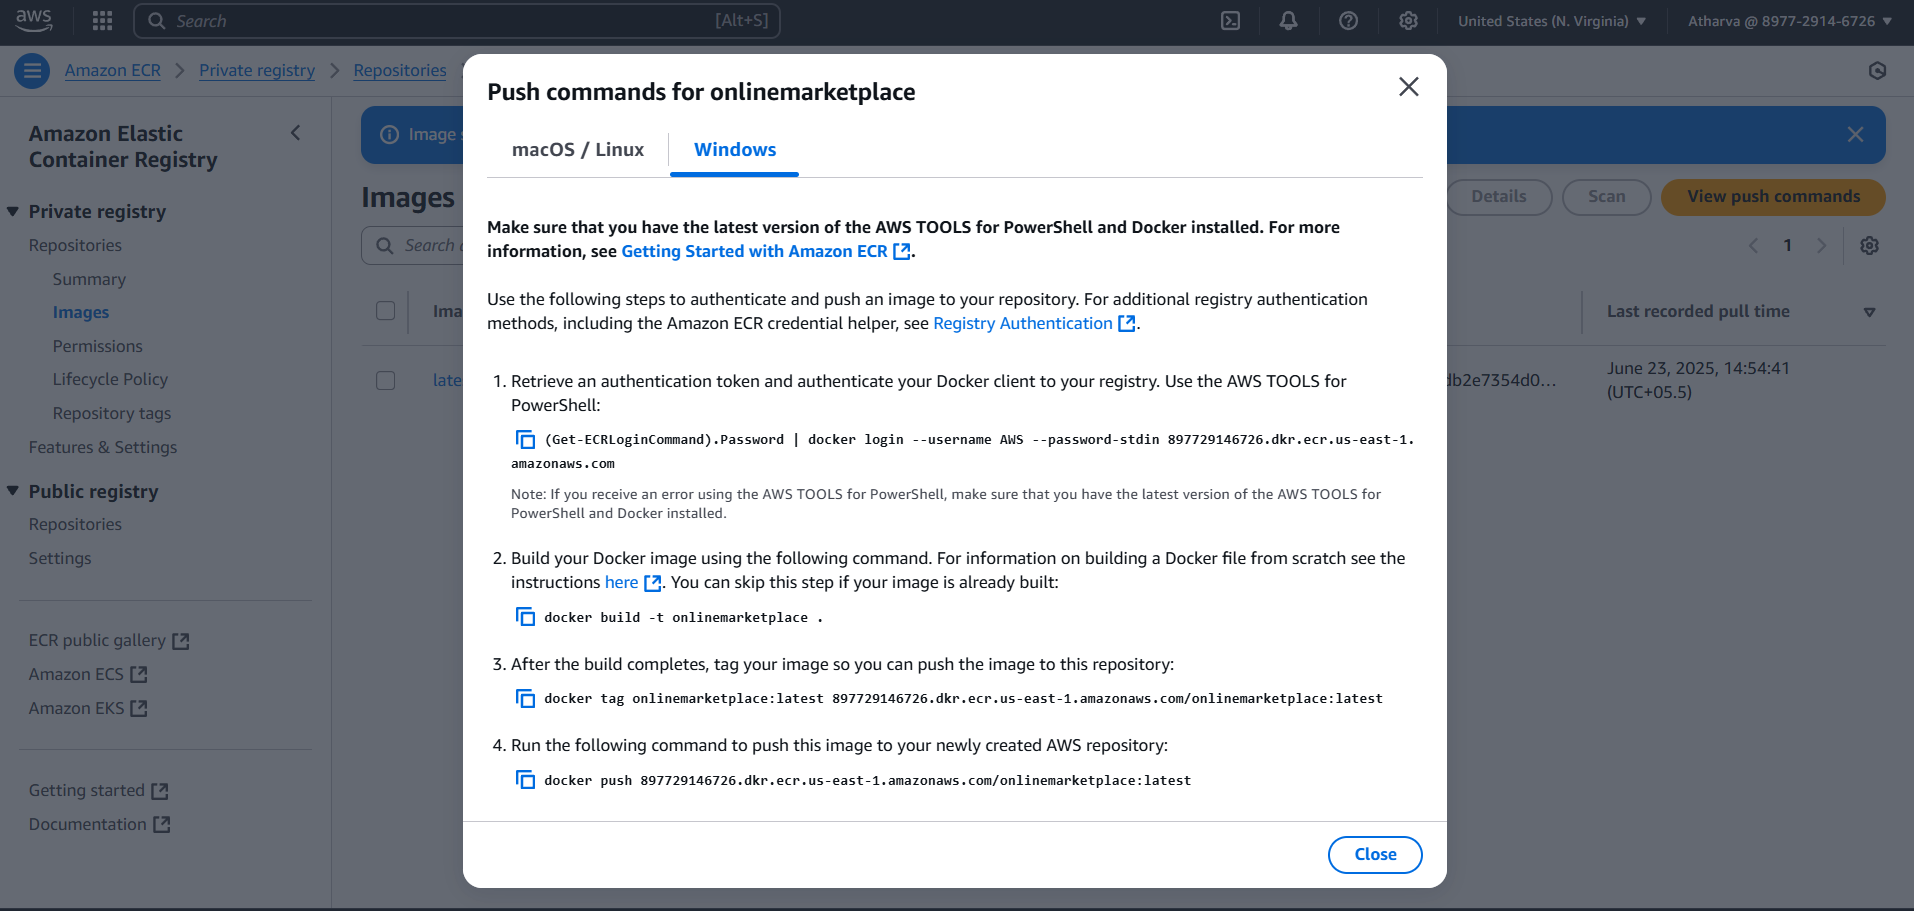 aws
Search
[Alt+S]
United States (N. Virginia)
Atharva @ 8977-2914-6726
Amazon ECR
Private registry
Repositories
Amazon Elastic
Container Registry
Private registry
Repositories
Summary
Images
Permissions
Lifecycle Policy
Repository tags
Features & Settings
Public registry
Repositories
Settings
ECR public gallery
Amazon ECS
Amazon EKS
Getting started
Documentation
Image
Images
Details
Scan
View push commands
Search
1
Ima
Last recorded pull time
late
db2e7354d0...
June 23, 2025, 14:54:41
(UTC+05.5)
Push commands for onlinemarketplace
macOS / Linux
Windows
Make sure that you have the latest version of the AWS TOOLS for PowerShell and Docker installed. For more
information, see Getting Started with Amazon ECR.
Use the following steps to authenticate and push an image to your repository. For additional registry authentication
methods, including the Amazon ECR credential helper, see Registry Authentication.
1. Retrieve an authentication token and authenticate your Docker client to your registry. Use the AWS TOOLS for
PowerShell:
(Get-ECRLoginCommand).Password | docker login --username AWS --password-stdin 897729146726.dkr.ecr.us-east-1.
amazonaws.com
Note: If you receive an error using the AWS TOOLS for PowerShell, make sure that you have the latest version of the AWS TOOLS for
PowerShell and Docker installed.
2. Build your Docker image using the following command. For information on building a Docker file from scratch see the
instructions here. You can skip this step if your image is already built:
docker build -t onlinemarketplace .
3. After the build completes, tag your image so you can push the image to this repository:
docker tag onlinemarketplace:latest 897729146726.dkr.ecr.us-east-1.amazonaws.com/onlinemarketplace:latest
4. Run the following command to push this image to your newly created AWS repository:
docker push 897729146726.dkr.ecr.us-east-1.amazonaws.com/onlinemarketplace:latest
Close